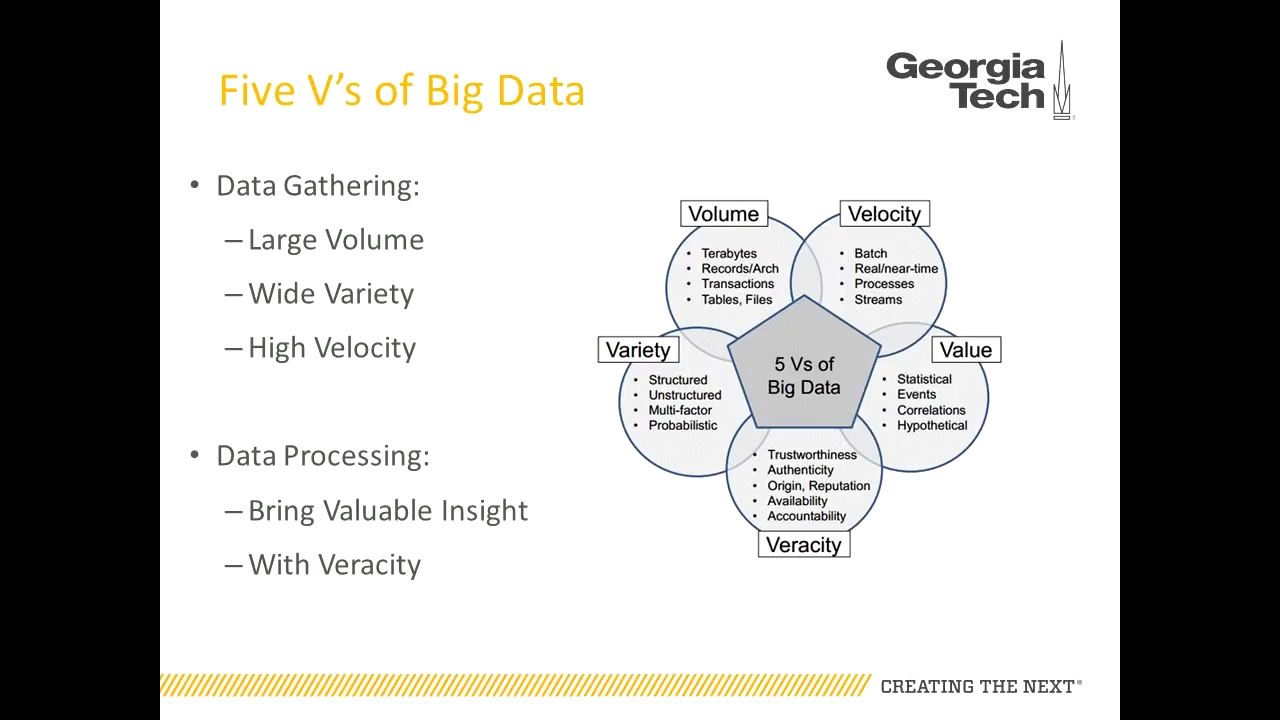 Five V's of Big Data
Georgia
Tech
• Data Gathering:
– Large Volume
– Wide Variety
– High Velocity
• Data Processing:
– Bring Valuable Insight
– With Veracity
Volume
• Terabytes
• Records/Arch
• Transactions
• Tables, Files
Velocity
• Batch
• Real/near-time
• Processes
• Streams
Variety
• Structured
• Unstructured
• Multi-factor
• Probabilistic
5 Vs of
Big Data
Value
• Statistical
• Events
• Correlations
• Hypothetical
• Trustworthiness
• Authenticity
• Origin, Reputation
• Availability
• Accountability
Veracity
CREATING THE NEXT®